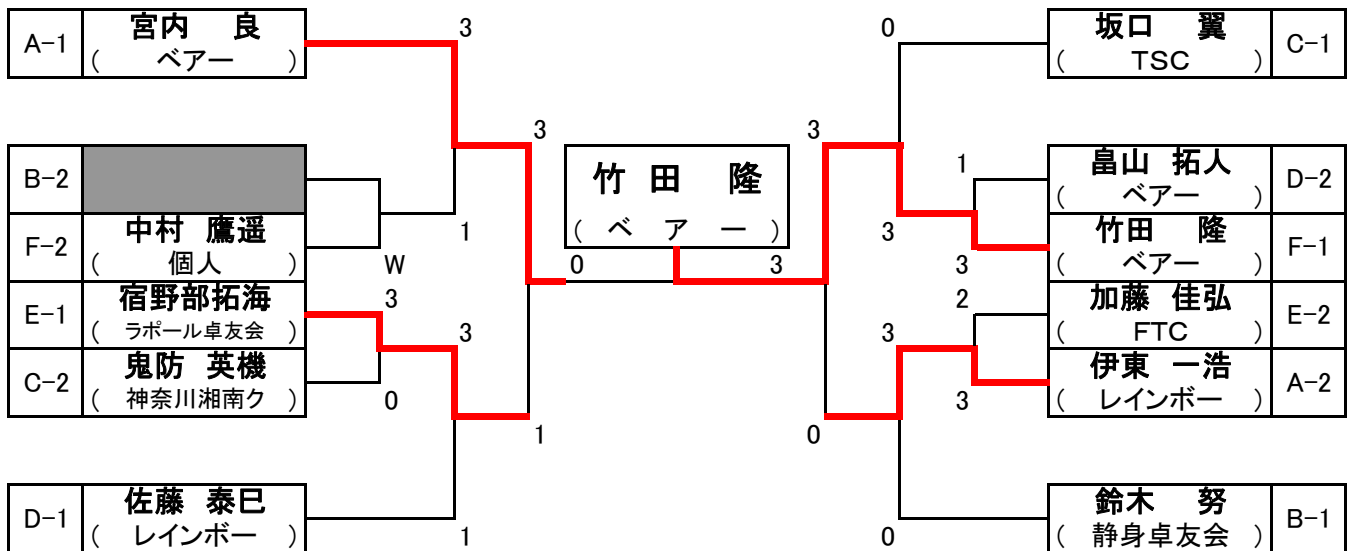 A-1
宮内 良
( ベアー )
B-2
F-2
中村 鷹遥
( 個人 )
E-1
宿野部拓海
( ラポール卓友会 )
C-2
鬼防 英機
( 神奈川湘南ク )
D-1
佐藤 泰巳
( レインボー )
3
1
W
3
0
3
1
3
1
竹田 隆
( ベアー )
0 3
3
0
0
3
1
3
2
3
3
0
坂口 翼
( TSC )
C-1
畠山 拓人
( ベアー )
D-2
竹田 隆
( ベアー )
F-1
加藤 佳弘
( FTC )
E-2
伊東 一浩
( レインボー )
A-2
鈴木 努
( 静身卓友会 )
B-1